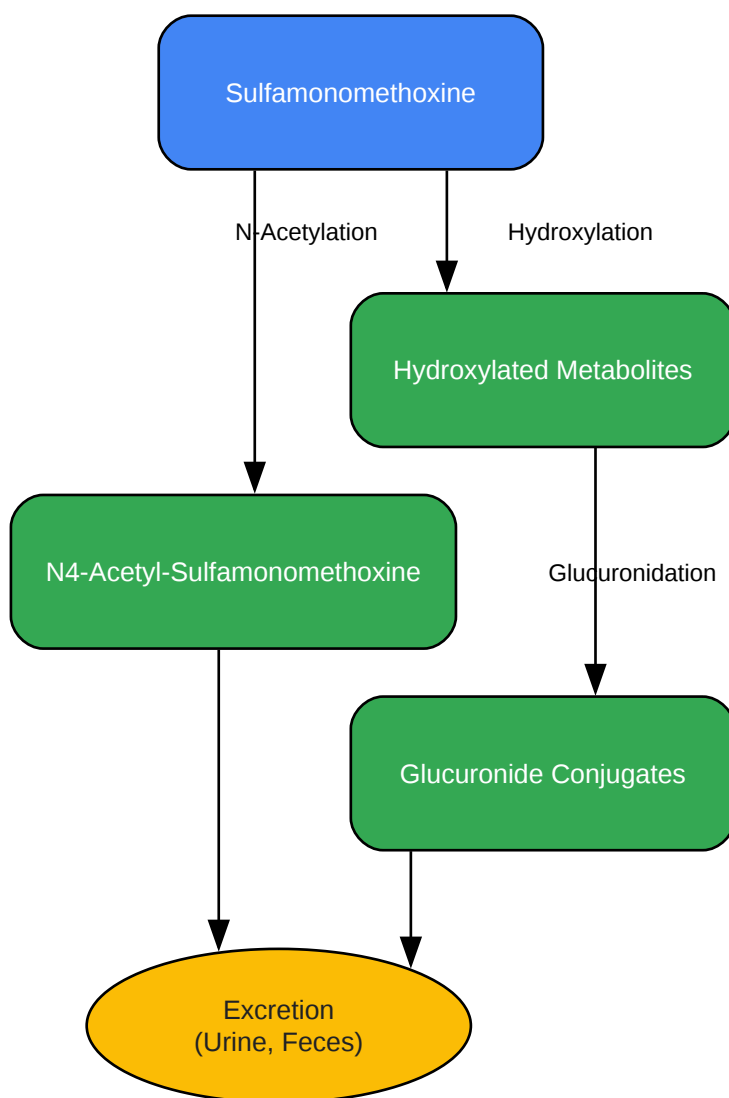 Sulfamonomethoxine
N-Acetylation
Hydroxylation
Hydroxylated Metabolites
N4-Acetyl-Sulfamonomethoxine
Glucuronidation
Glucuronide Conjugates
Excretion
(Urine, Feces)